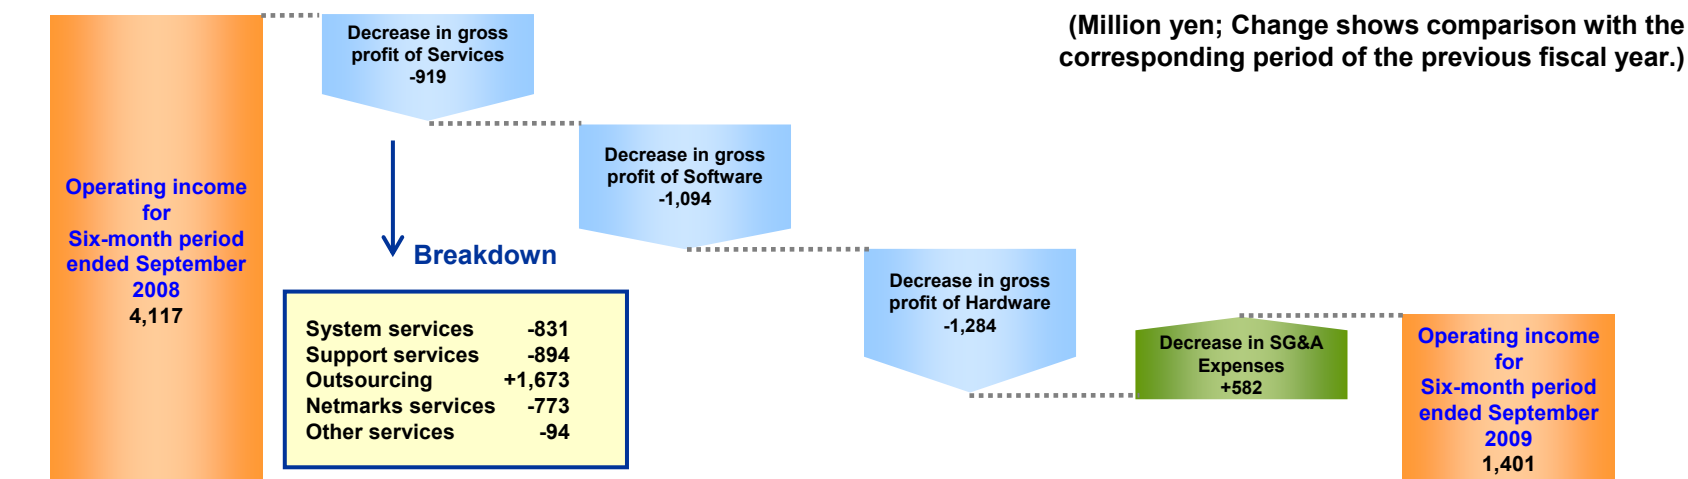 (Million yen; Change shows comparison with the
corresponding period of the previous fiscal year.)
Operating income
for
Six-month period
ended September
2008
4,117
Decrease in gross
profit of Services
-919
Breakdown
System services -831
Support services -894
Outsourcing +1,673
Netmarks services -773
Other services -94
Decrease in gross
profit of Software
-1,094
Decrease in gross
profit of Hardware
-1,284
Decrease in SG&A
Expenses
+582
Operating income
for
Six-month period
ended September
2009
1,401